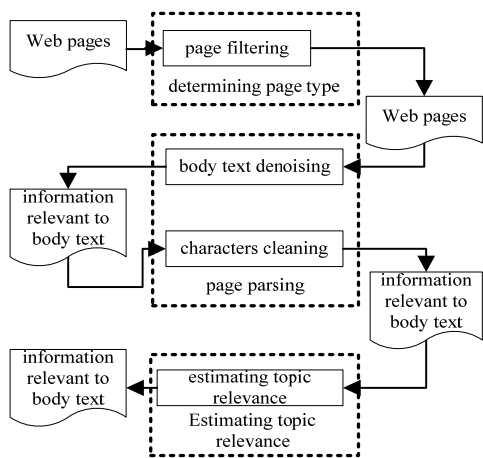 Web pages
page filtering
determining page type
Web pages
body text denoising
information
relevant to
body text
characters cleaning
page parsing
information
relevant to
body text
information
relevant to
body text
estimating topic
relevance
Estimating topic
relevance